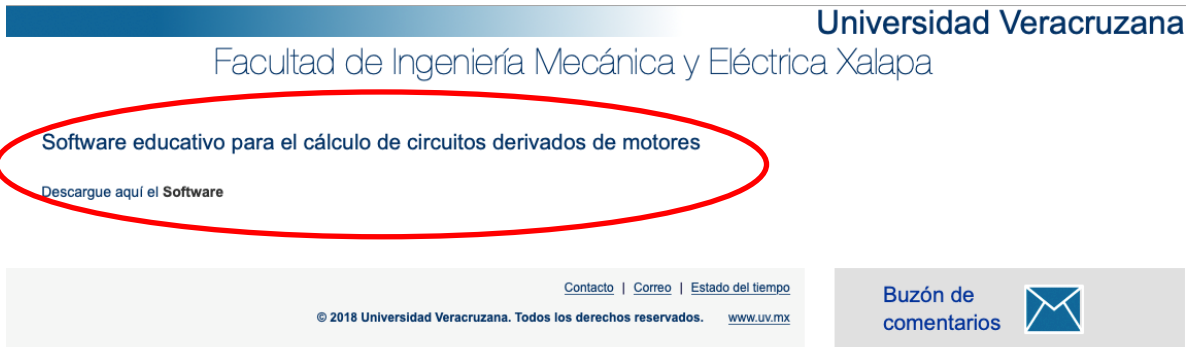 Universidad Veracruzana
Facultad de Ingeniería Mecánica y Eléctrica Xalapa
Software educativo para el cálculo de circuitos derivados de motores
Descargue aquí el Software
Contacto | Correo | Estado del tiempo
© 2018 Universidad Veracruzana. Todos los derechos reservados. www.uv.mx
Buzón de
comentarios